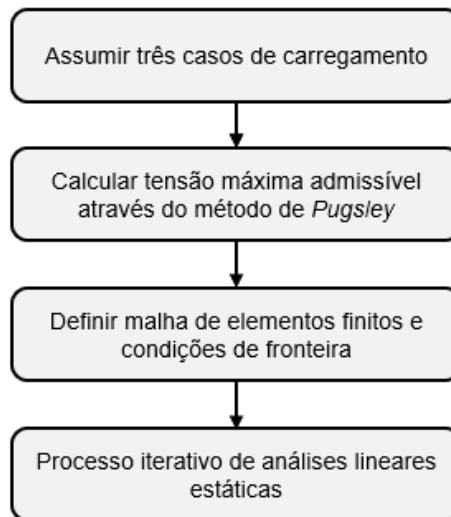 Assumir três casos de carregamento
Calcular tensão máxima admissível
através do método de Pugsley
Definir malha de elementos finitos e
condições de fronteira
Processo iterativo de análises lineares
estáticas